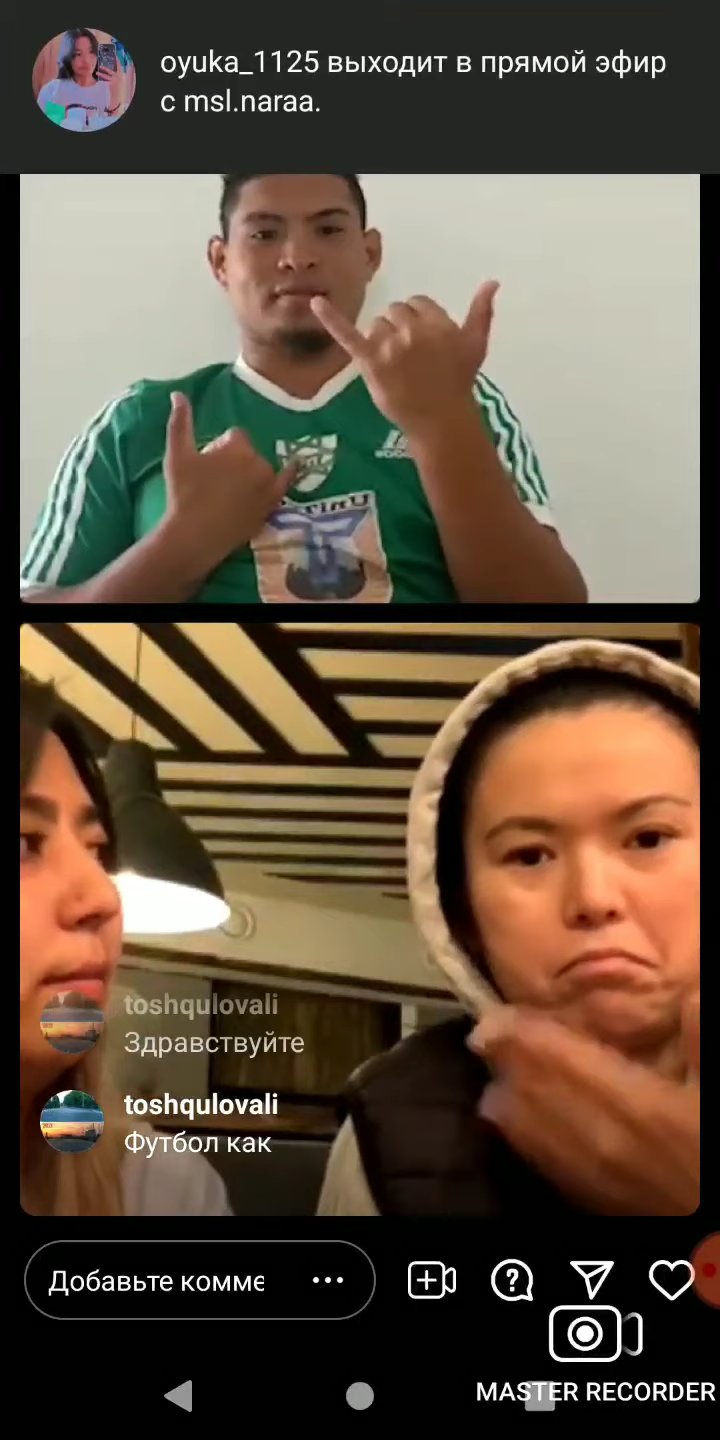 oyuka_1125 выходит в прямой эфир
с msl.naraa.
toshqulovali
Здравствуйте
toshqulovali
Футбол как
Добавьте комме
MASTER RECORDER